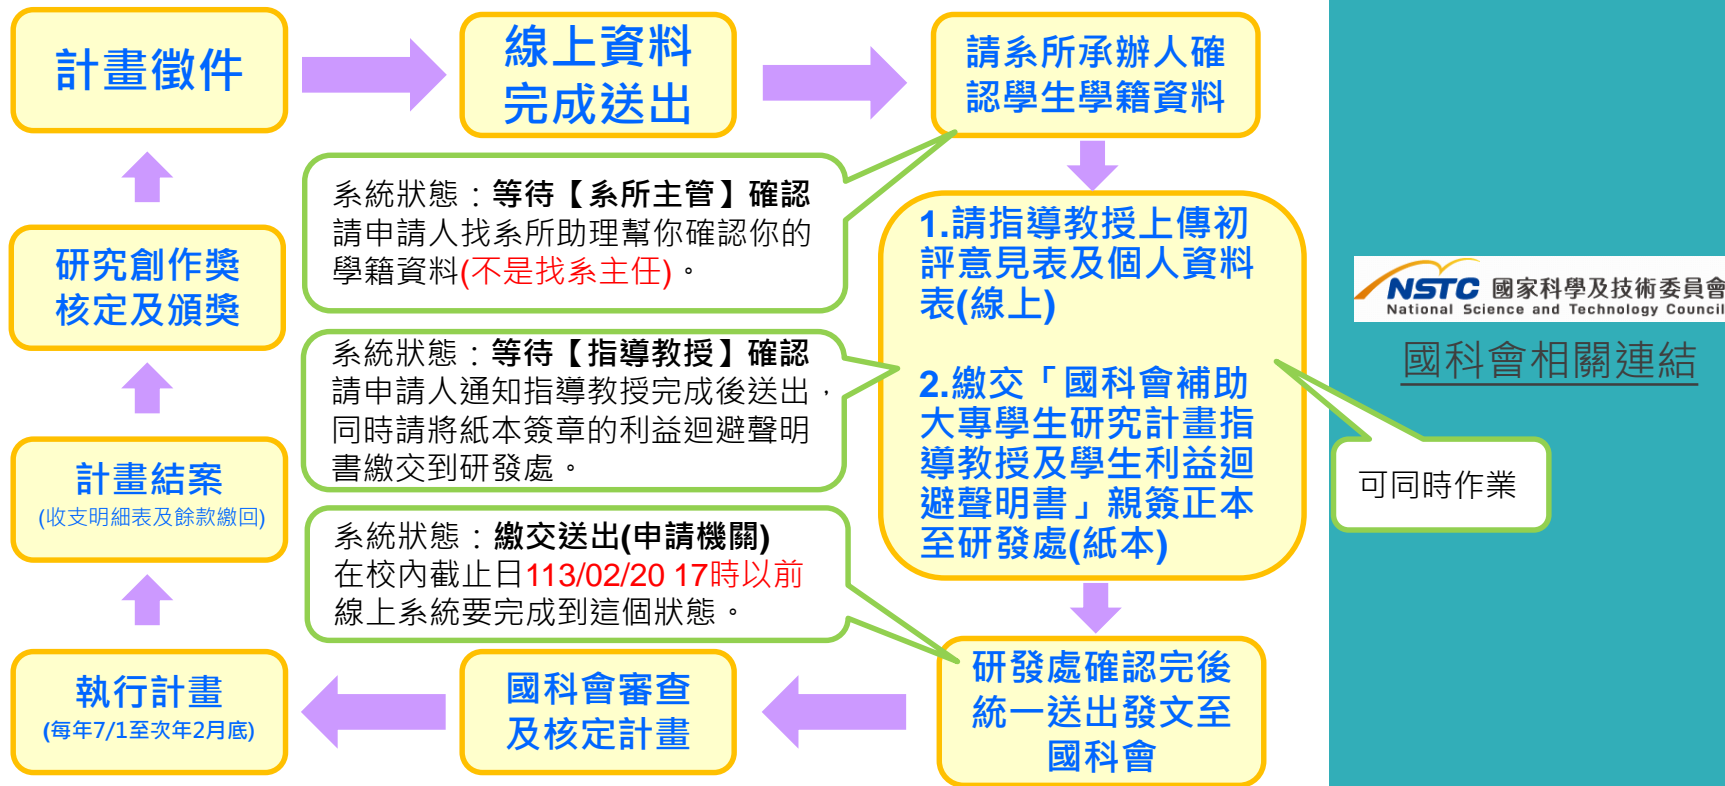 計畫徵件
線上資料
完成送出
請系所承辦人確
認學生學籍資料
系統狀態：等待【系所主管】確認
請申請人找系所助理幫你確認你的
學籍資料(不是找系主任)。
1.請指導教授上傳初
評意見表及個人資料
表(線上)
2.繳交「國科會補助
大專學生研究計畫指
導教授及學生利益迴
避聲明書」親簽正本
至研發處(紙本)
系統狀態：等待【指導教授】確認
請申請人通知指導教授完成後送出，
同時請將紙本簽章的利益迴避聲明
書繳交到研發處。
可同時作業
系統狀態：繳交送出(申請機關)
在校內截止日113/02/20 17時以前
線上系統要完成到這個狀態。
研發處確認完後
統一送出發文至
國科會
國科會審查
及核定計畫
執行計畫
(每年7/1至次年2月底)
計畫結案
(收支明細表及餘款繳回)
研究創作獎
核定及頒獎
NSTC 國家科學及技術委員會
National Science and Technology Council
國科會相關連結